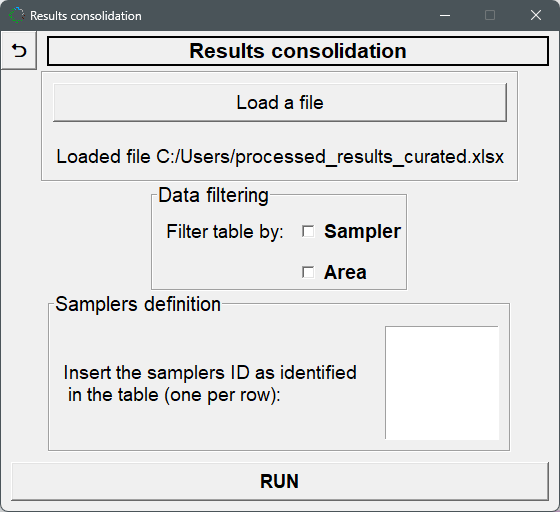 Results consolidation
Results consolidation
Load a file
Loaded file C:/Users/processed_results_curated.xlsx
Data filtering
Filter table by: Sampler
Area
Samplers definition
Insert the samplers ID as identified
in the table (one per row):
RUN